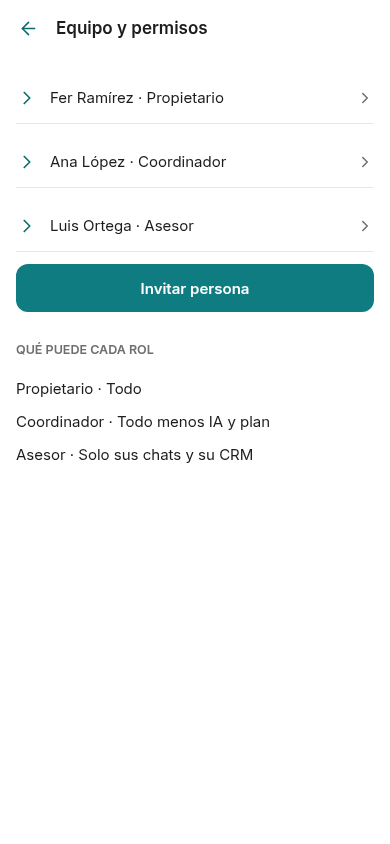 Equipo y permisos
Fer Ramírez · Propietario
Ana López · Coordinador
Luis Ortega · Asesor
Invitar persona
QUÉ PUEDE CADA ROL
Propietario · Todo
Coordinador · Todo menos IA y plan
Asesor · Solo sus chats y su CRM